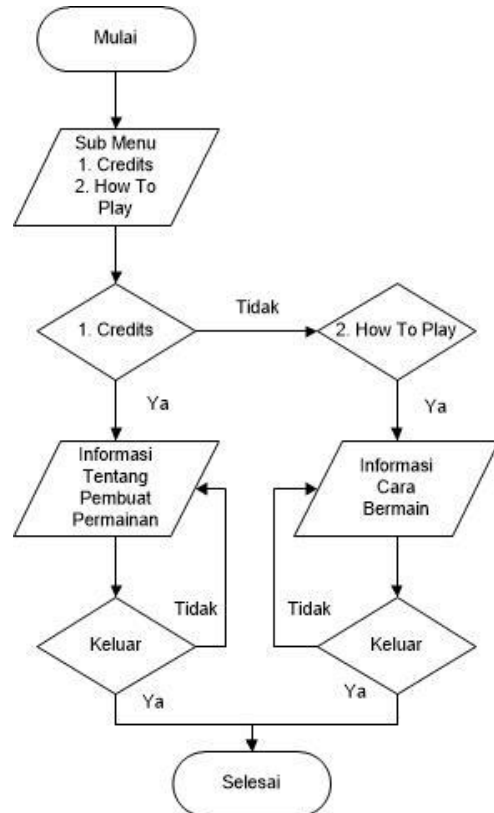 Mulai
Sub Menu
1. Credits
2. How To
Play
1. Credits
Tidak
2. How To Play
Ya
Ya
Informasi
Tentang
Pembuat
Permainan
Informasi
Cara
Bermain
Tidak
Tidak
Keluar
Keluar
Ya
Ya
Selesai